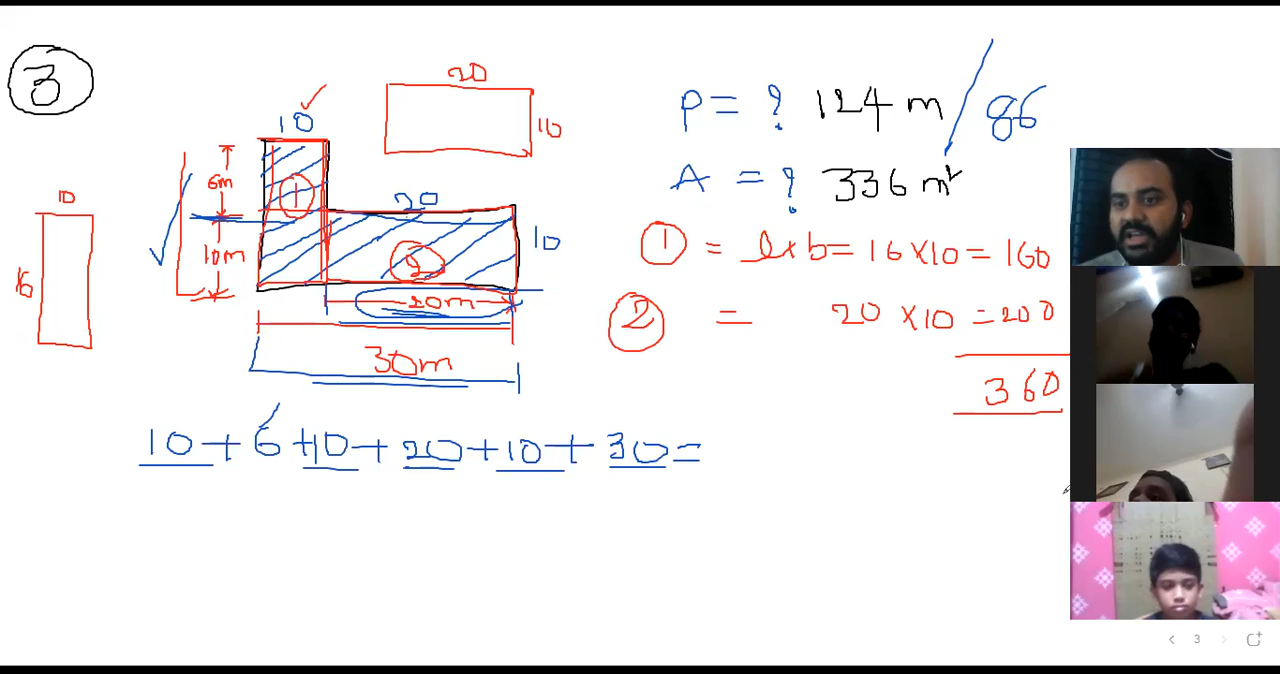 3
20
10
10
6m
1
20
10m
2
10
20m
30m
10
16
P = ? 124 m / 86
A = ? 336 m²
1 = l x b = 16 x 10 = 160
2 = 20 x 10 = 200
360
10 + 6 + 10 + 20 + 10 + 30 =
3